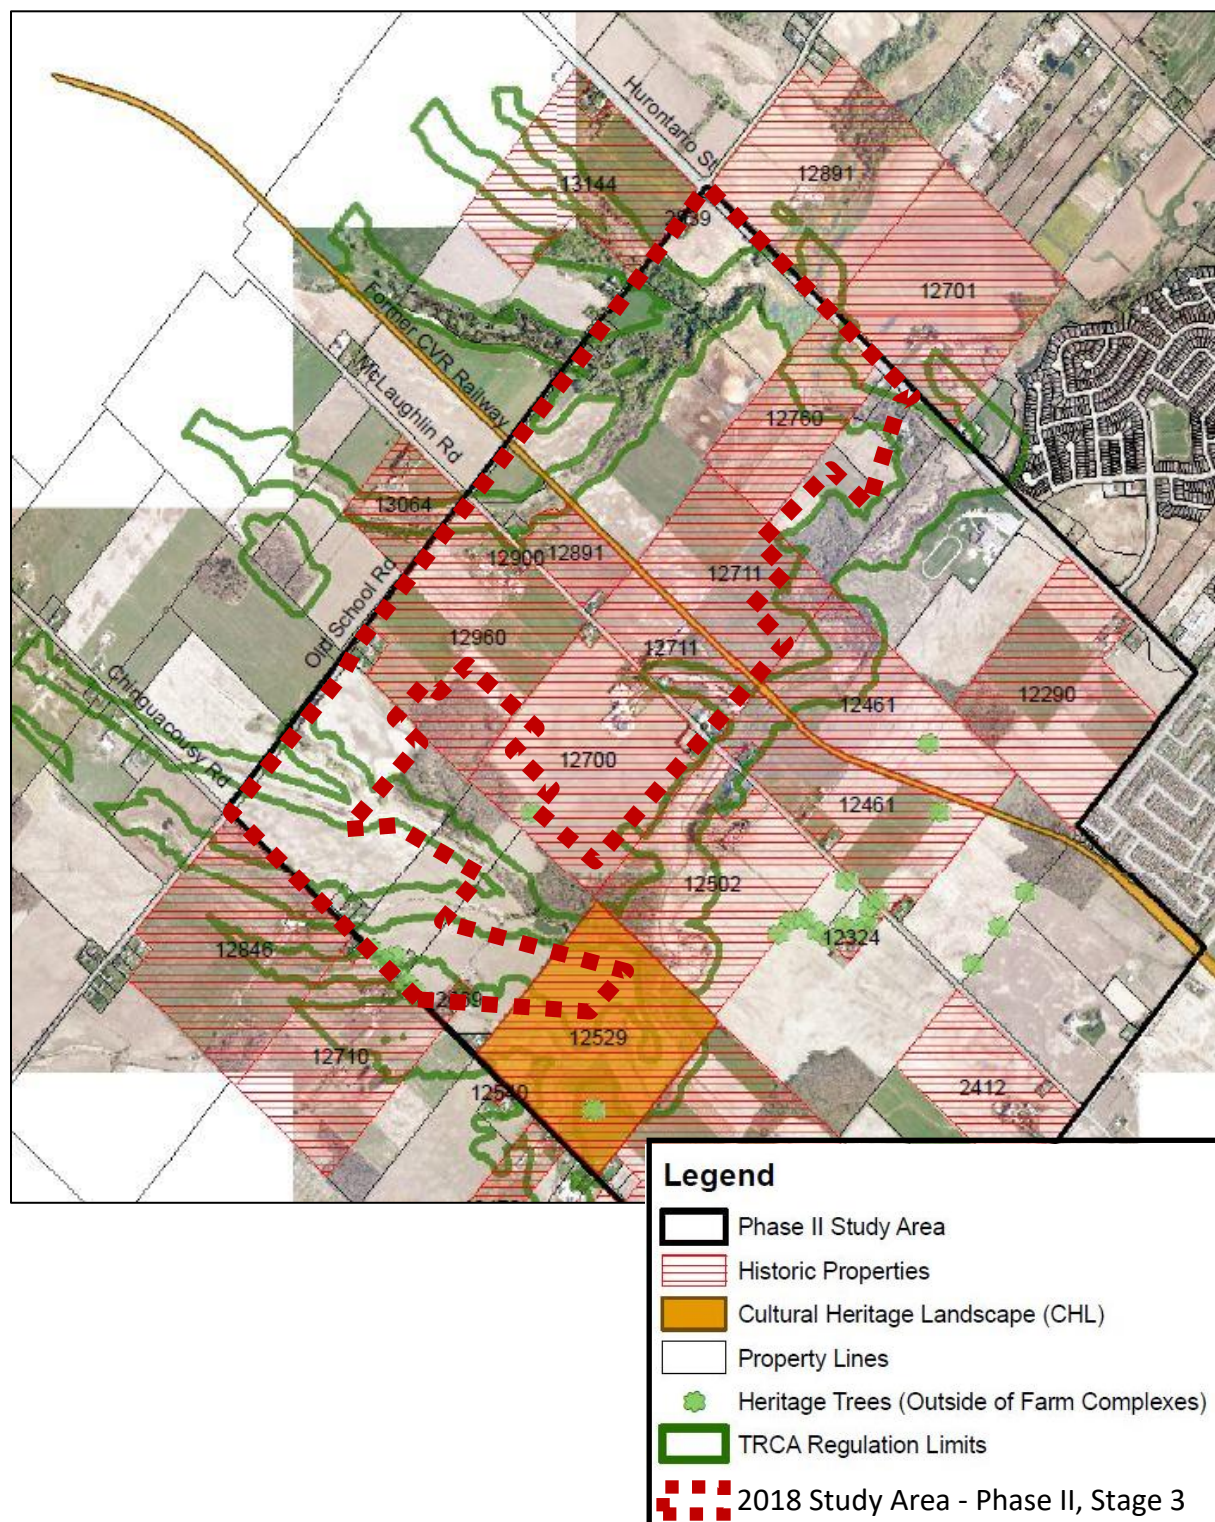 Hurontario St
12891
13144
2939
12701
Former CVR Railway
McLaughlin Rd
12760
13064
12900
12891
12711
Old School Rd
12960
12711
Chinguacousy Rd
12290
12461
12700
12461
12502
12324
12846
12529
12710
12540
2412
Legend
Phase II Study Area
Historic Properties
Cultural Heritage Landscape (CHL)
Property Lines
Heritage Trees (Outside of Farm Complexes)
TRCA Regulation Limits
2018 Study Area - Phase II, Stage 3